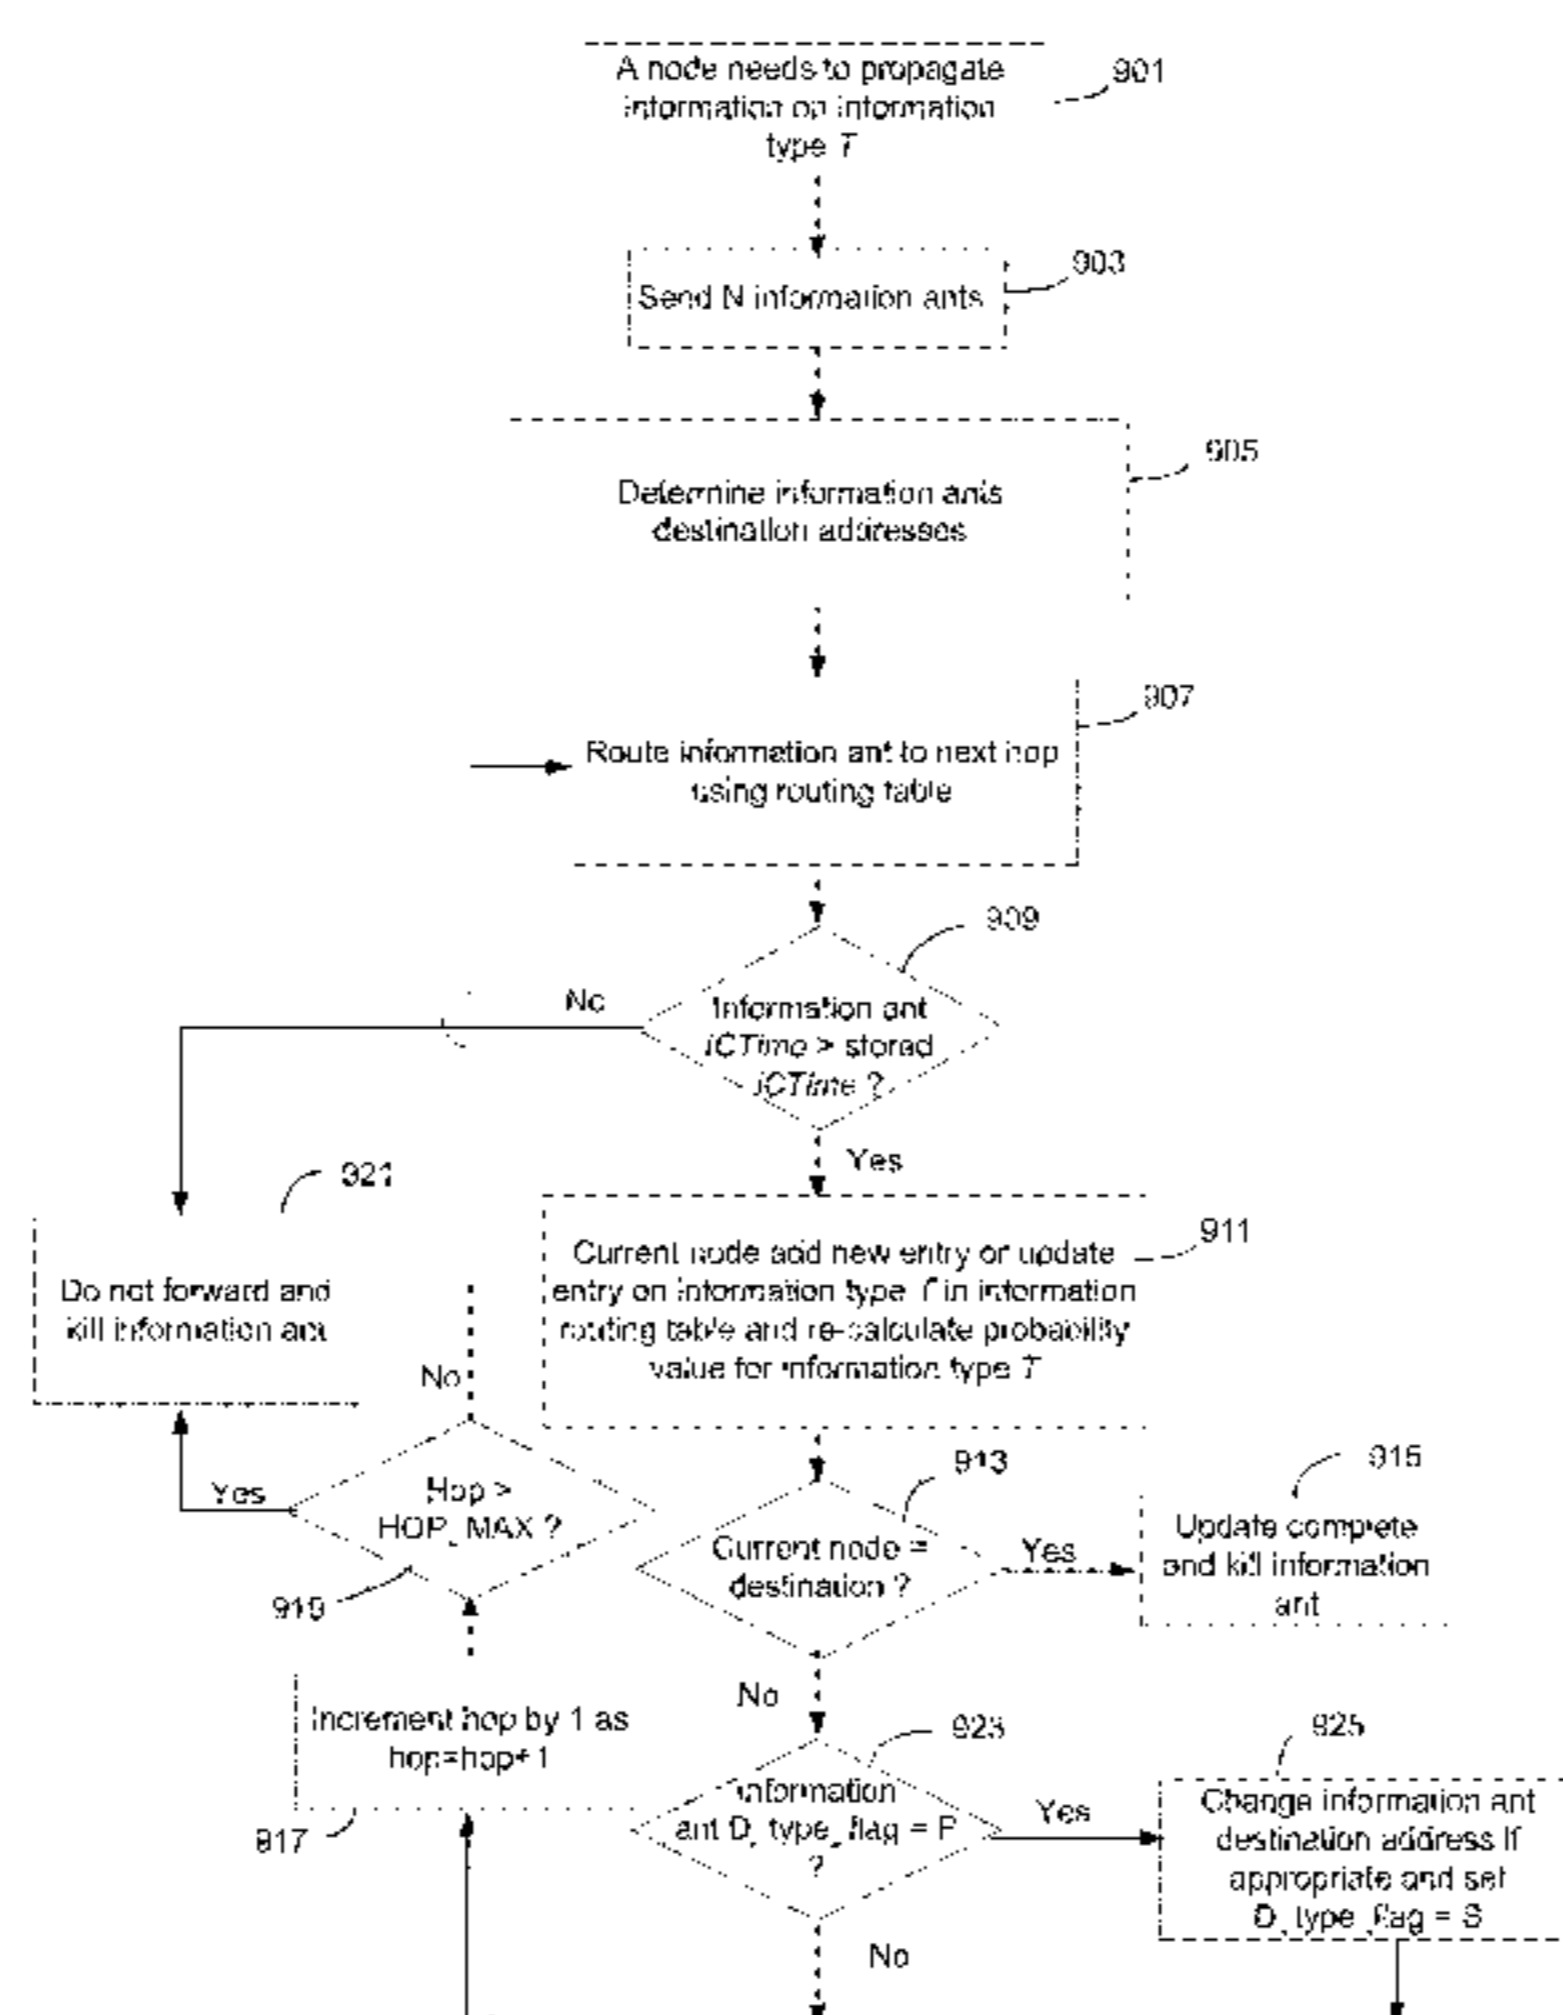 A node needs to propagate
information on information
type T
901
Send N information ants
903
Determine information ants
destination addresses
905
Route information ant to next hop
using routing table
907
909
No
Information ant
iCTime > stored
iCTime ?
Yes
921
Do not forward and
kill information ant
911
Current node add new entry or update
entry on information type T in information
routing table and re-calculate probability
value for information type T
No
Yes
Hop >
HOP_MAX ?
919
913
Current node =
destination ?
Yes
915
Update complete
and kill information
ant
No
Increment hop by 1 as
hop=hop+1
917
923
Information
ant D_type_flag = P
?
Yes
925
Change information ant
destination address if
appropriate and set
D_type_flag = S
No